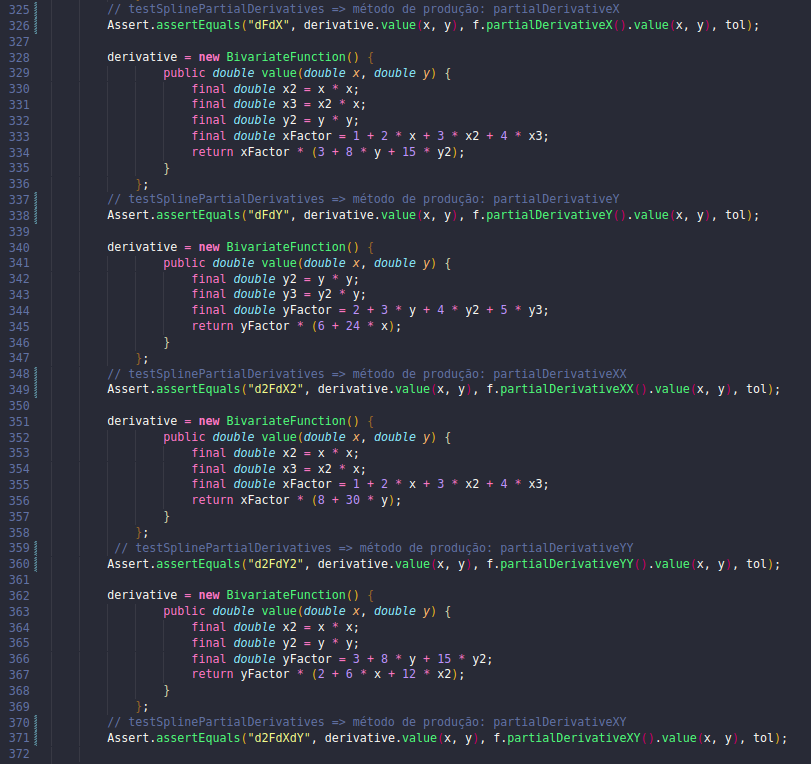 325 // testSplinePartialDerivatives => método de produção: partialDerivativeX
326 Assert.assertEquals("dFdX", derivative.value(x, y), f.partialDerivativeX().value(x, y), tol);
327
328 derivative = new BivariateFunction() {
329 public double value(double x, double y) {
330 final double x2 = x * x;
331 final double x3 = x2 * x;
332 final double y2 = y * y;
333 final double xFactor = 1 + 2 * x + 3 * x2 + 4 * x3;
334 return xFactor * (3 + 8 * y + 15 * y2);
335 }
336 };
337 // testSplinePartialDerivatives => método de produção: partialDerivativeY
338 Assert.assertEquals("dFdY", derivative.value(x, y), f.partialDerivativeY().value(x, y), tol);
339
340 derivative = new BivariateFunction() {
341 public double value(double x, double y) {
342 final double y2 = y * y;
343 final double y3 = y2 * y;
344 final double yFactor = 2 + 3 * y + 4 * y2 + 5 * y3;
345 return yFactor * (6 + 24 * x);
346 }
347 };
348 // testSplinePartialDerivatives => método de produção: partialDerivativeXX
349 Assert.assertEquals("d2FdX2", derivative.value(x, y), f.partialDerivativeXX().value(x, y), tol);
350
351 derivative = new BivariateFunction() {
352 public double value(double x, double y) {
353 final double x2 = x * x;
354 final double x3 = x2 * x;
355 final double xFactor = 1 + 2 * x + 3 * x2 + 4 * x3;
356 return xFactor * (8 + 30 * y);
357 }
358 };
359 // testSplinePartialDerivatives => método de produção: partialDerivativeYY
360 Assert.assertEquals("d2FdY2", derivative.value(x, y), f.partialDerivativeYY().value(x, y), tol);
361
362 derivative = new BivariateFunction() {
363 public double value(double x, double y) {
364 final double x2 = x * x;
365 final double y2 = y * y;
366 final double yFactor = 3 + 8 * y + 15 * y2;
367 return yFactor * (2 + 6 * x + 12 * x2);
368 }
369 };
370 // testSplinePartialDerivatives => método de produção: partialDerivativeXY
371 Assert.assertEquals("d2FdXdY", derivative.value(x, y), f.partialDerivativeXY().value(x, y), tol);
372